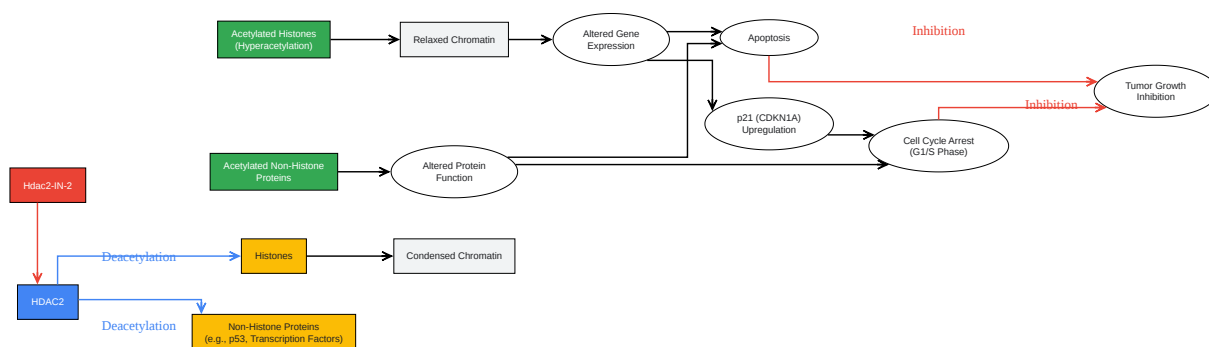 Acetylated Histones
(Hyperacetylation)
Relaxed Chromatin
Altered Gene
Expression
Apoptosis
Inhibition
Tumor Growth
Inhibition
Inhibition
p21 (CDKN1A)
Upregulation
Cell Cycle Arrest
(G1/S Phase)
Acetylated Non-Histone
Proteins
Altered Protein
Function
Hdac2-IN-2
Deacetylation
Histones
Condensed Chromatin
HDAC2
Deacetylation
Non-Histone Proteins
(e.g., p53, Transcription Factors)